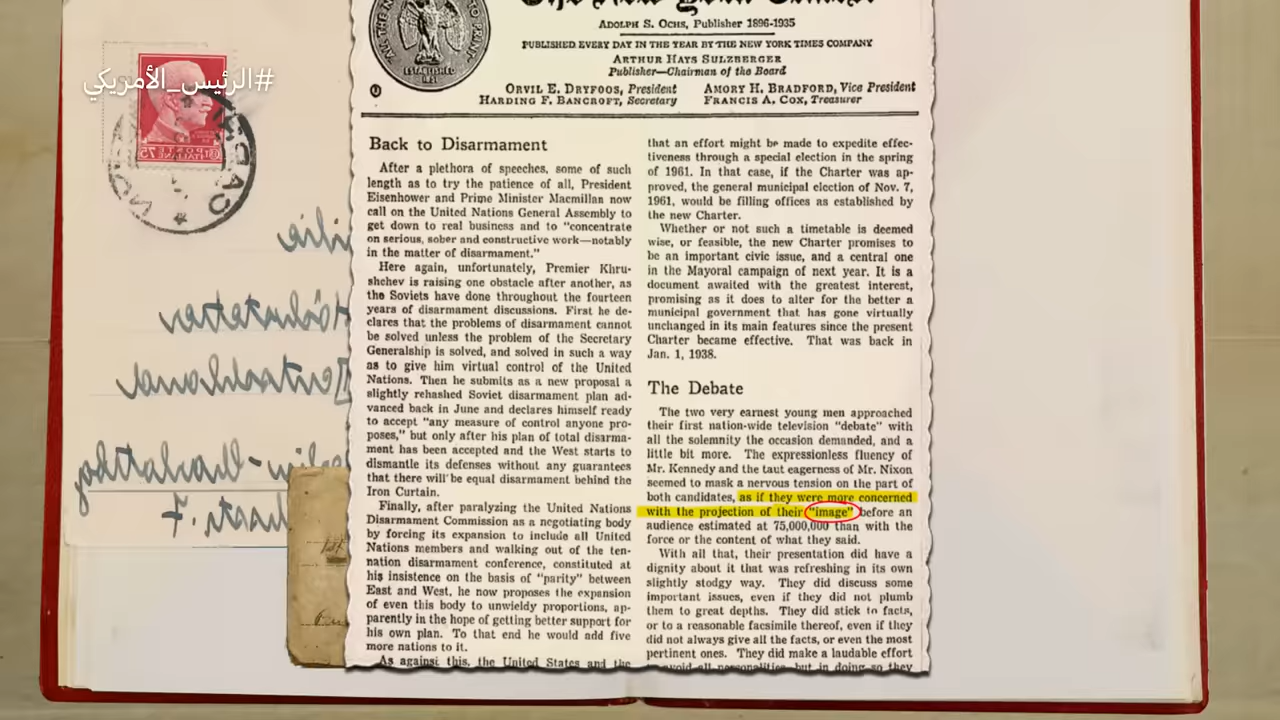 #الرئيس_الأمريكي
ADOLPH S. OCHS, Publisher 1896-1935
PUBLISHED EVERY DAY IN THE YEAR BY THE NEW YORK TIMES COMPANY
ARTHUR HAYS SULZBERGER
Publisher—Chairman of the Board
ORVIL E. DRYFOOS, President
HARDING F. BANCROFT, Secretary
AMORY H. BRADFORD, Vice President
FRANCIS A. COX, Treasurer
Back to Disarmament
After a plethora of speeches, some of such
length as to try the patience of all, President
Eisenhower and Prime Minister Macmillan now
call on the United Nations General Assembly to
get down to real business and to "concentrate
on serious, sober and constructive work—notably
in the matter of disarmament."
Here again, unfortunately, Premier Khru-
shchev is raising one obstacle after another, as
the Soviets have done throughout the fourteen
years of disarmament discussions. First he de-
clares that the problems of disarmament cannot
be solved unless the problem of the Secretary
Generalship is solved, and solved in such a way
as to give him virtual control of the United
Nations. Then he submits as a new proposal a
slightly rehashed Soviet disarmament plan ad-
vanced back in June and declares himself ready
to accept "any measure of control anyone pro-
poses," but only after his plan of total disarma-
ment has been accepted and the West starts to
dismantle its defenses without any guarantees
that there will be equal disarmament behind the
Iron Curtain.
Finally, after paralyzing the United Nations
Disarmament Commission as a negotiating body
by forcing its expansion to include all United
Nations members and walking out of the ten-
nation disarmament conference, constituted at
his insistence on the basis of "parity" between
East and West, he now proposes the expansion
of even this body to unwieldy proportions, ap-
parently in the hope of getting better support for
his own plan. To that end he would add five
more nations to it.
As against this, the United States and the
that an effort might be made to expedite effec-
tiveness through a special election in the spring
of 1961. In that case, if the Charter was ap-
proved, the general municipal election of Nov. 7,
1961, would be filling offices as established by
the new Charter.
Whether or not such a timetable is deemed
wise, or feasible, the new Charter promises to
be an important civic issue, and a central one
in the Mayoral campaign of next year. It is a
document awaited with the greatest interest,
promising as it does to alter for the better a
municipal government that has gone virtually
unchanged in its main features since the present
Charter became effective. That was back in
Jan. 1, 1938.
The Debate
The two very earnest young men approached
their first nation-wide television "debate" with
all the solemnity the occasion demanded, and a
little bit more. The expressionless fluency of
Mr. Kennedy and the taut eagerness of Mr. Nixon
seemed to mask a nervous tension on the part of
both candidates, as if they were more concerned
with the projection of their "image" before an
audience estimated at 75,000,000 than with the
force or the content of what they said.
With all that, their presentation did have a
dignity about it that was refreshing in its own
slightly stodgy way. They did discuss some
important issues, even if they did not plumb
them to great depths. They did stick to facts,
or to a reasonable facsimile thereof, even if they
did not always give all the facts, or even the most
pertinent ones. They did make a laudable effort
avoid all personalities, but in doing so they